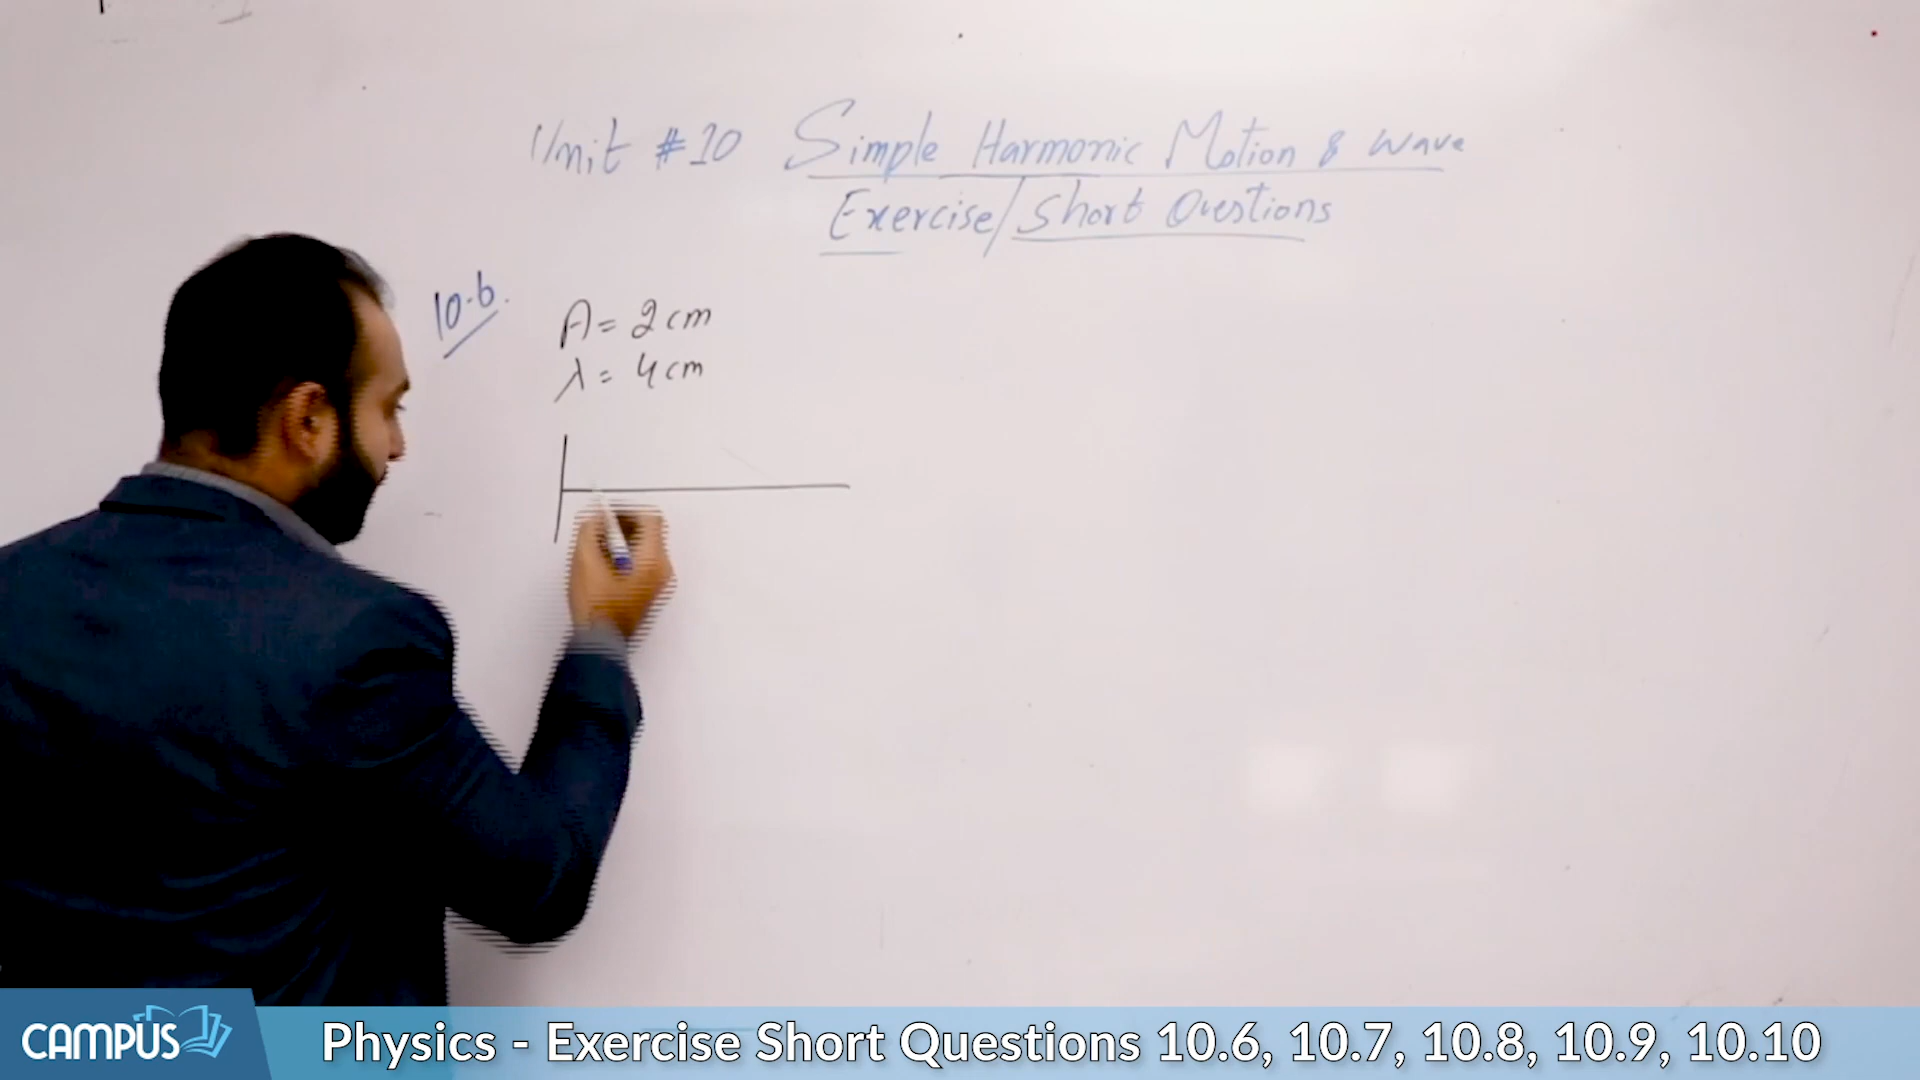 Unit #10 Simple Harmonic Motion & Wave
Exercise/Short Questions
10.6.
A = 2 cm
λ = 4 cm
CAMPUS
Physics - Exercise Short Questions 10.6, 10.7, 10.8, 10.9, 10.10